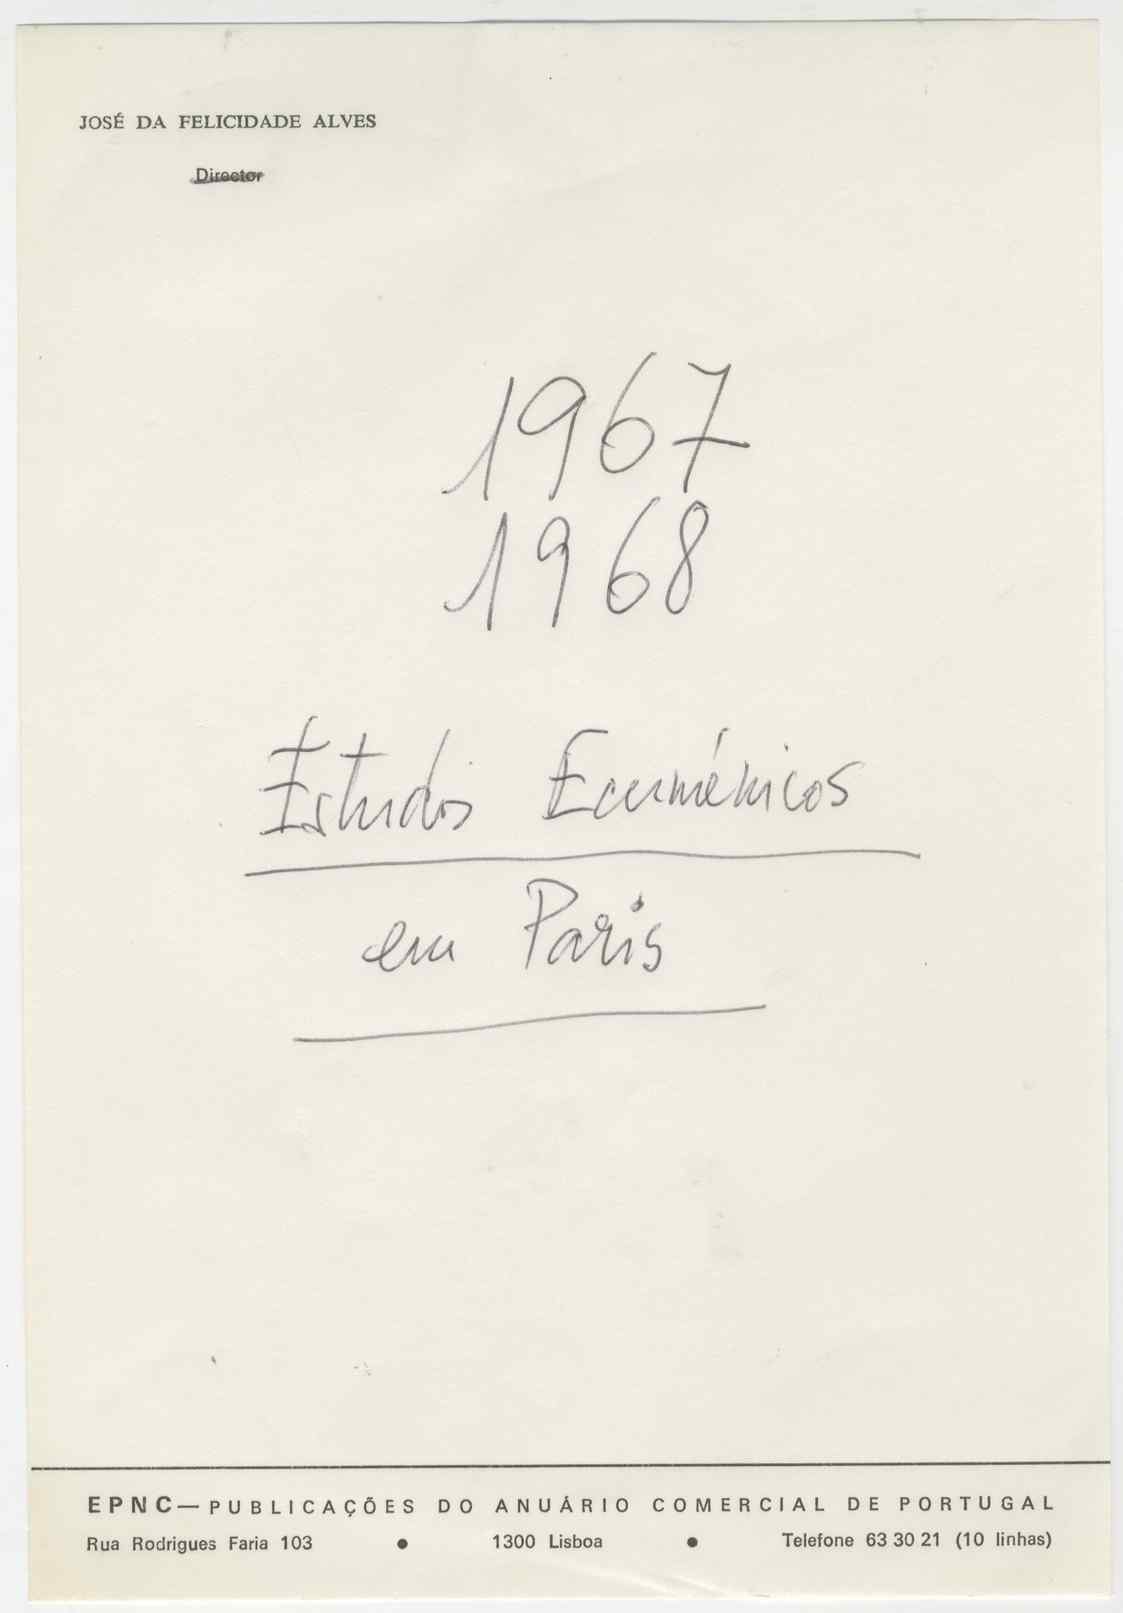 JOSÉ DA FELICIDADE ALVES
Director
1967
1968
Estudos Ecuménicos
em Paris
EPNC—PUBLICAÇÕES DO ANUÁRIO COMERCIAL DE PORTUGAL
Rua Rodrigues Faria 103 ● 1300 Lisboa ● Telefone 63 30 21 (10 linhas)